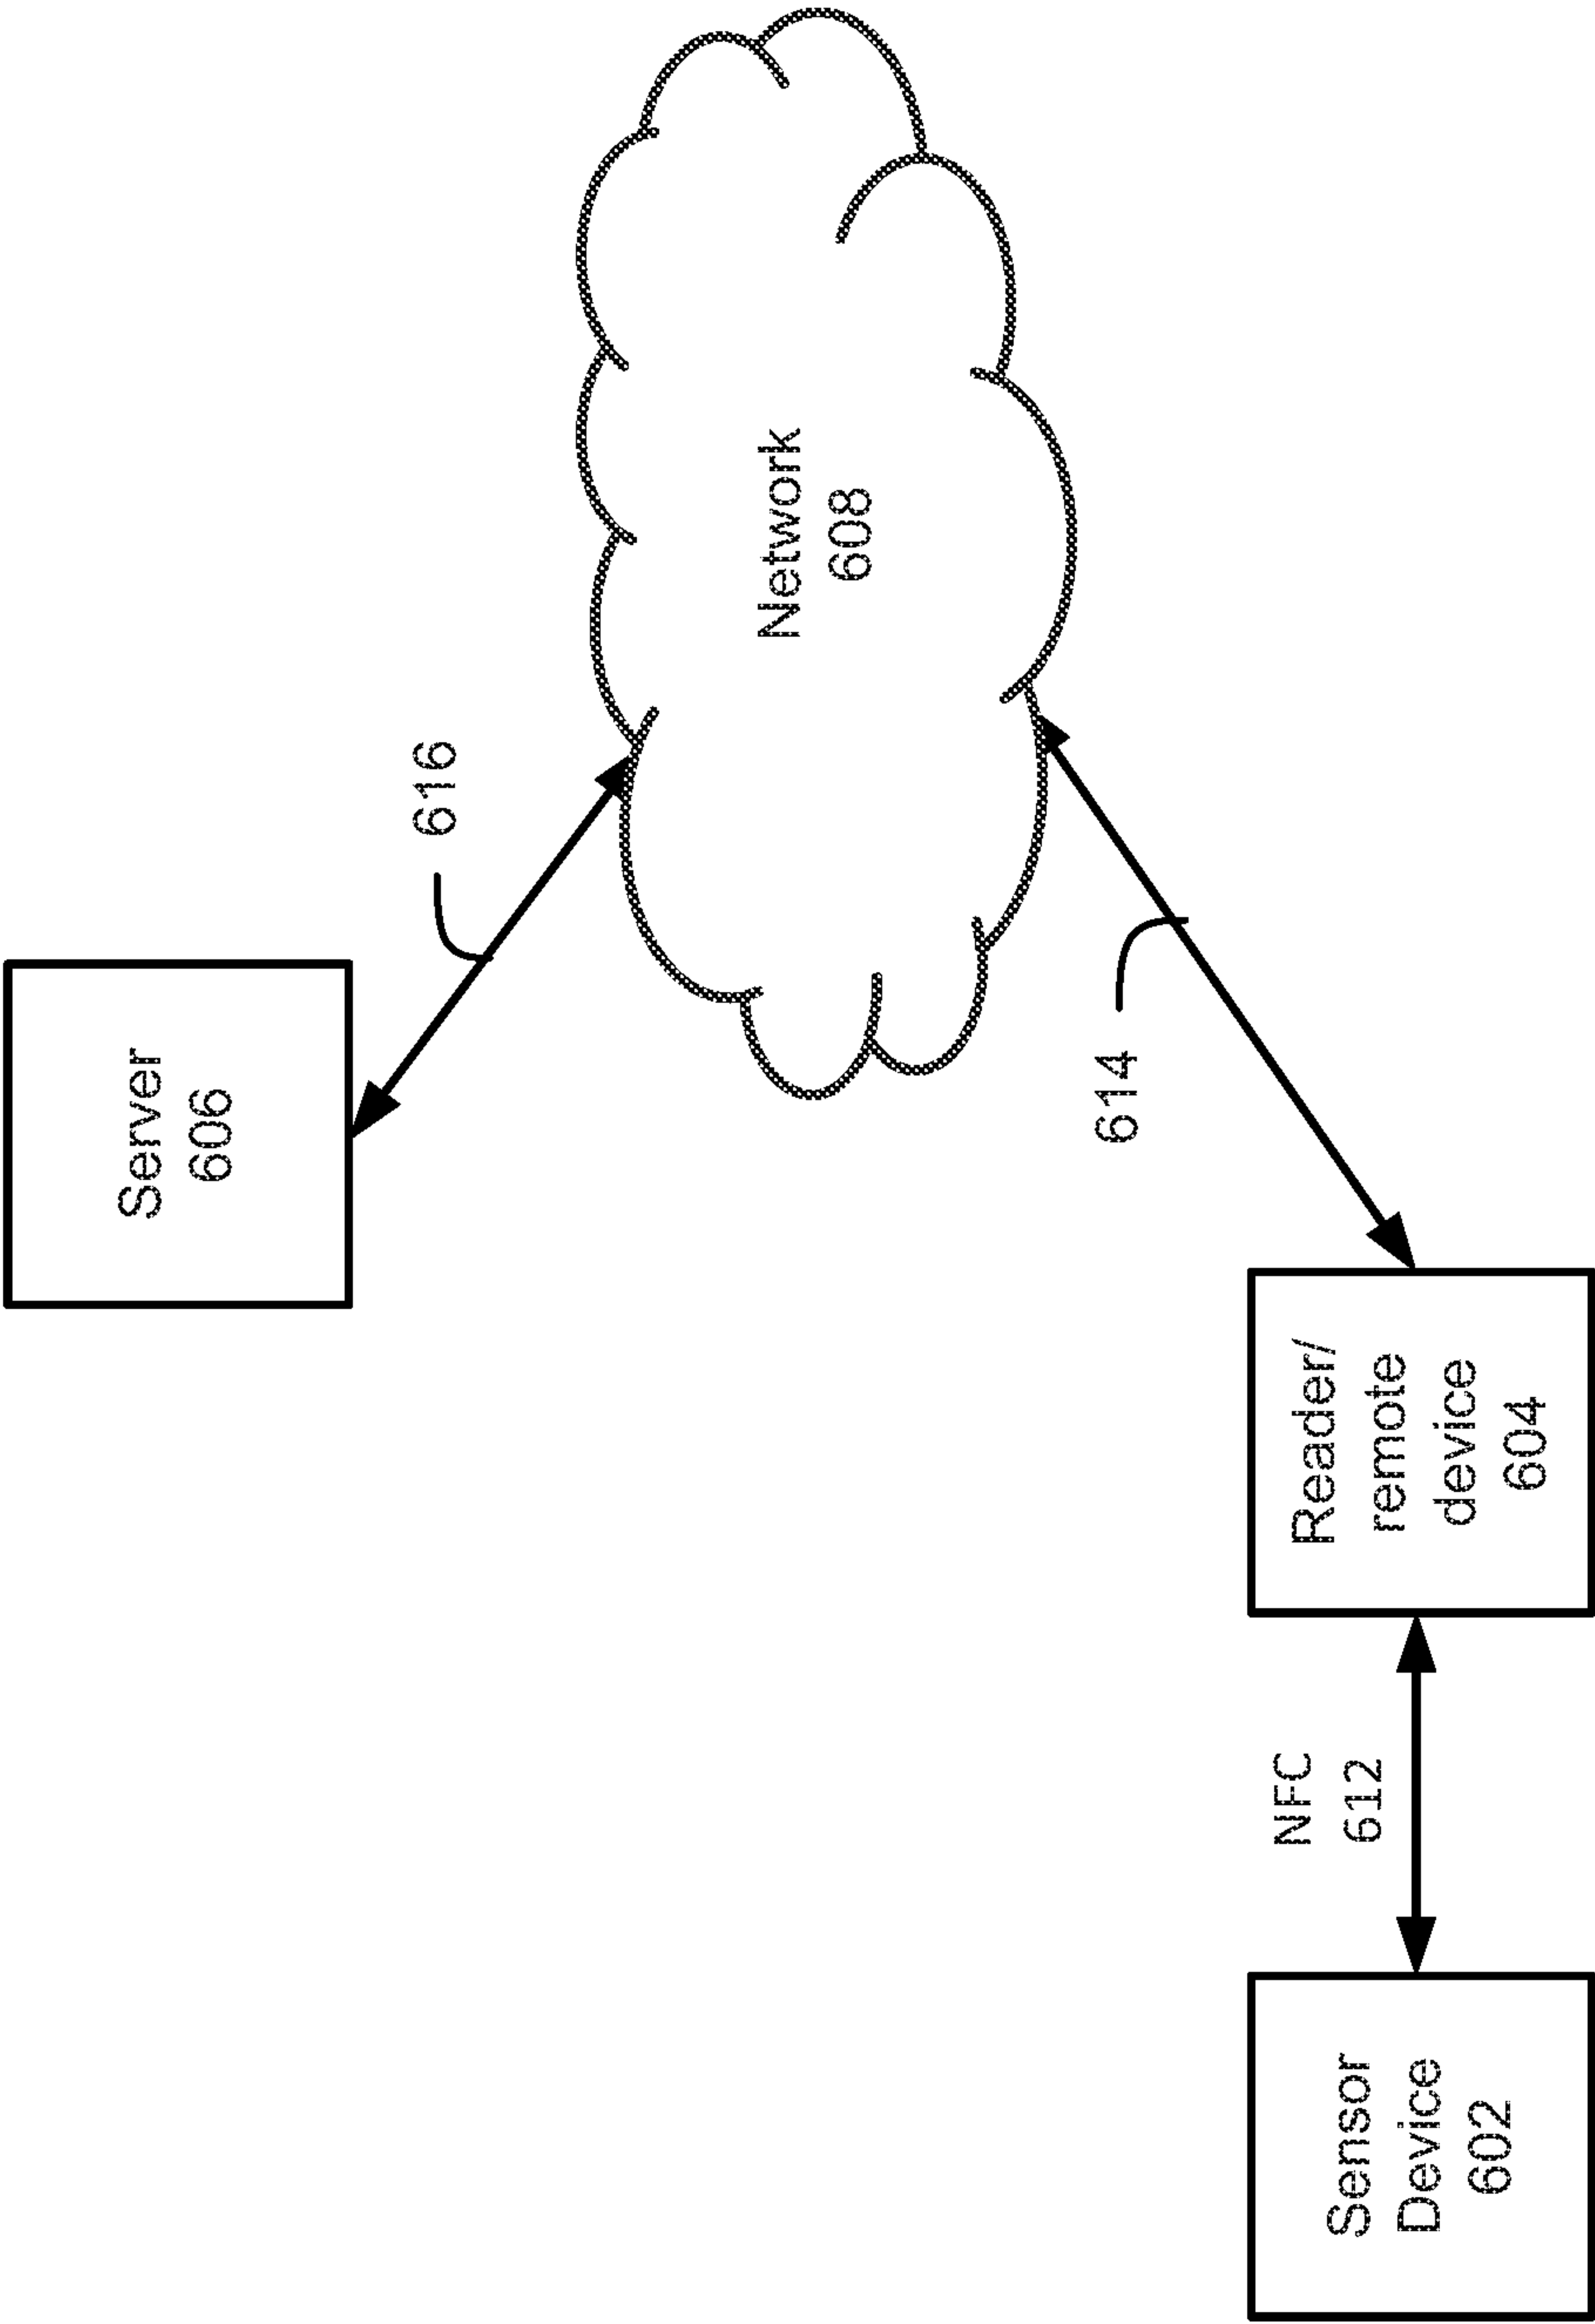 Server
606
616
Network
608
614
Reader/
remote
device
604
NFC
612
Sensor
Device
602